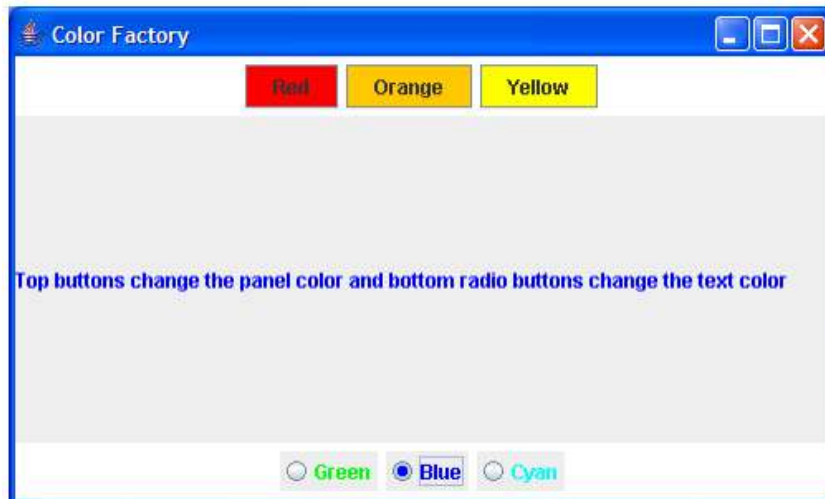 Color Factory
Red Orange Yellow
Top buttons change the panel color and bottom radio buttons change the text color
Green Blue Cyan